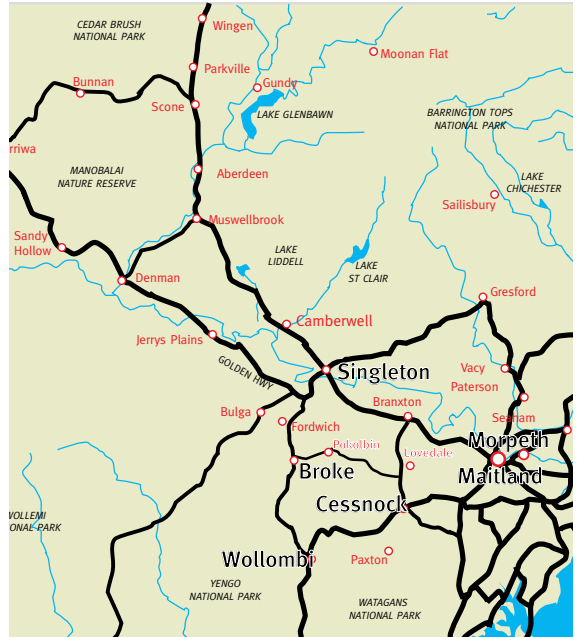 CEDAR BRUSH
NATIONAL PARK
Wingen
Moonan Flat
Parkville
Bunnan
Gundy
Scone
LAKE GLENBAWN
BARRINGTON TOPS
NATIONAL PARK
rriwa
MANOBALAI
NATURE RESERVE
Aberdeen
LAKE
CHICHESTER
Sailisbury
Muswellbrook
Sandy
Hollow
LAKE
LIDDELL
LAKE
ST CLAIR
Denman
Gresford
Camberwell
Jerrys Plains
GOLDEN HWY
Singleton
Vacy
Paterson
Branxton
Bulga
Fordwich
Seaham
Morpeth
Pokolbin
Lovedale
Broke
Maitland
Cessnock
WOLLEMI
ONAL PARK
Wollombi
Paxton
YENGO
NATIONAL PARK
WATAGANS
NATIONAL PARK